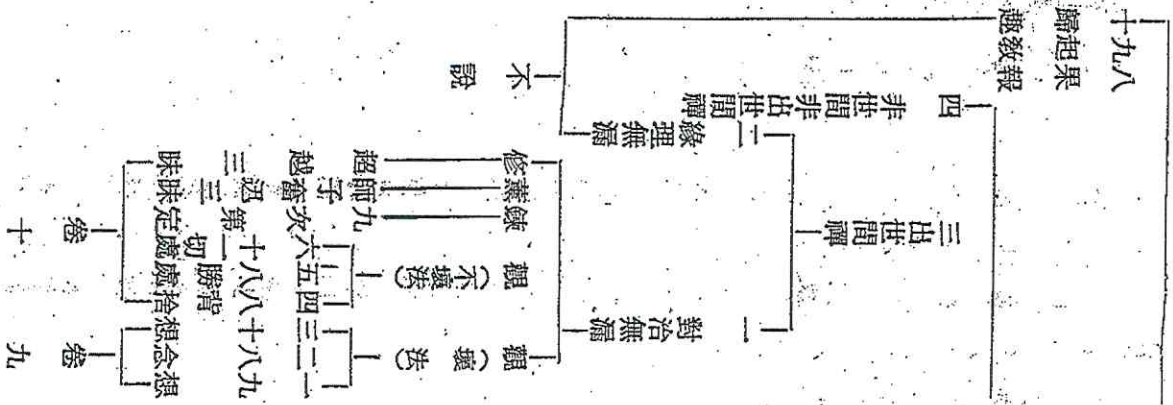 八果報
九起教
十歸趣
三出世間禪
四非世間非出世間禪
一對治無漏
二緣理無漏
不說
觀(壞法)
觀(不壞法)
鍊
薰
修
一九想
二八念
三十想
四八背捨
五八勝處
六十一切處
九次第定
師子奮迅三昧
超越三昧
卷九
卷十